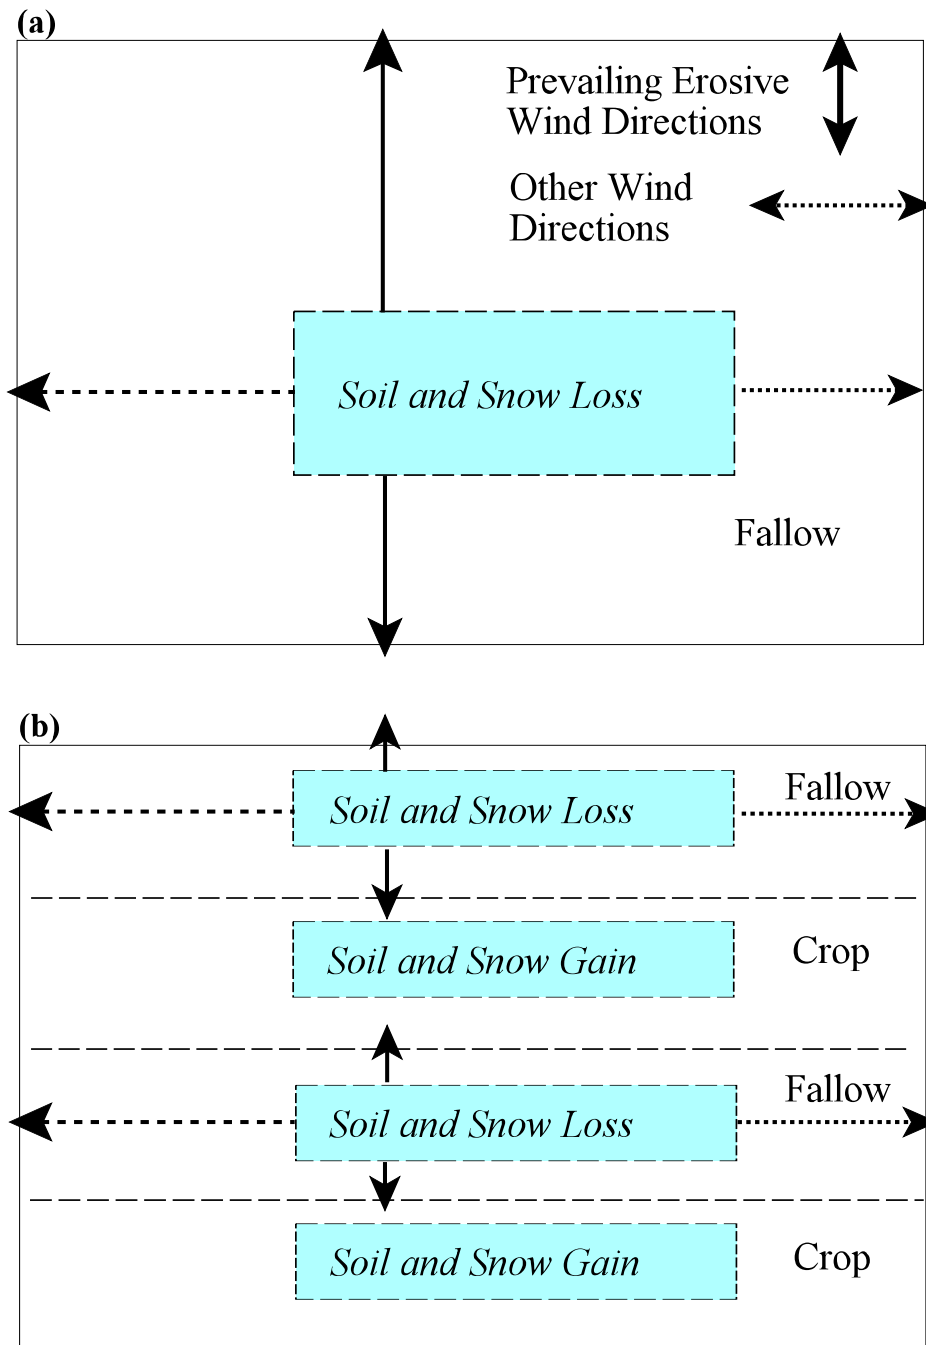 (a)
Prevailing Erosive
Wind Directions
Other Wind
Directions
Soil and Snow Loss
Fallow
(b)
Fallow
Soil and Snow Loss
Crop
Soil and Snow Gain
Fallow
Soil and Snow Loss
Crop
Soil and Snow Gain